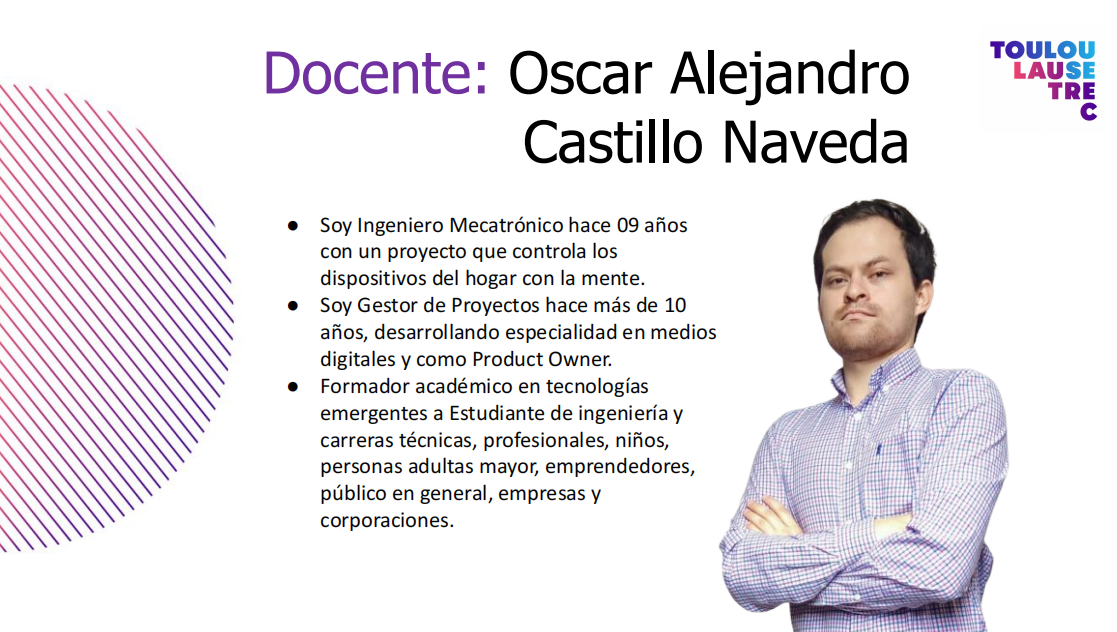 Docente: Oscar Alejandro
Castillo Naveda
TOULOU
LAUSE
TRE
C
● Soy Ingeniero Mecatrónico hace 09 años
con un proyecto que controla los
dispositivos del hogar con la mente.
● Soy Gestor de Proyectos hace más de 10
años, desarrollando especialidad en medios
digitales y como Product Owner.
● Formador académico en tecnologías
emergentes a Estudiante de ingeniería y
carreras técnicas, profesionales, niños,
personas adultas mayor, emprendedores,
público en general, empresas y
corporaciones.